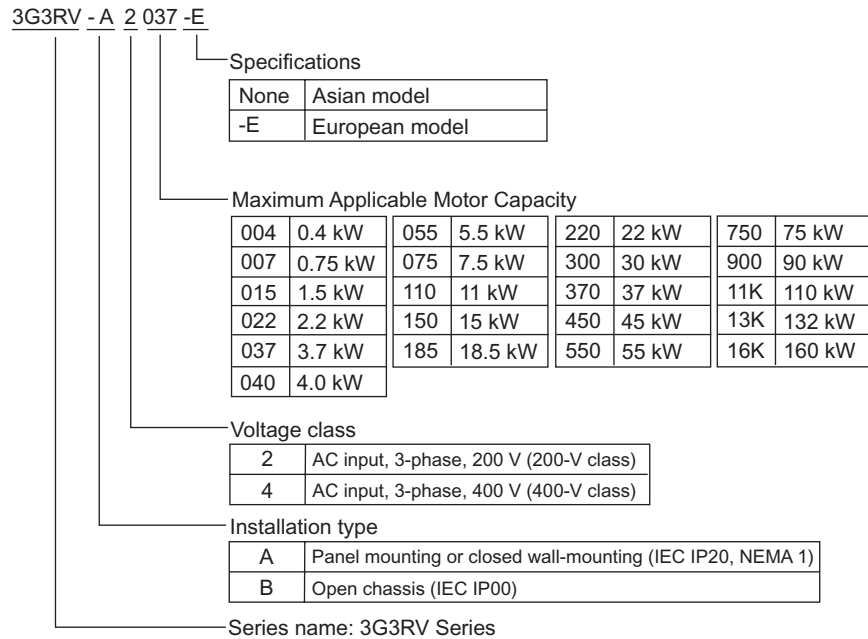 3G3RV - A 2 037 -E
Specifications
None Asian model
-E European model
Maximum Applicable Motor Capacity
004 0.4 kW 055 5.5 kW 220 22 kW 750 75 kW
007 0.75 kW 075 7.5 kW 300 30 kW 900 90 kW
015 1.5 kW 110 11 kW 370 37 kW 11K 110 kW
022 2.2 kW 150 15 kW 450 45 kW 13K 132 kW
037 3.7 kW 185 18.5 kW 550 55 kW 16K 160 kW
040 4.0 kW
Voltage class
2 AC input, 3-phase, 200 V (200-V class)
4 AC input, 3-phase, 400 V (400-V class)
Installation type
A Panel mounting or closed wall-mounting (IEC IP20, NEMA 1)
B Open chassis (IEC IP00)
Series name: 3G3RV Series